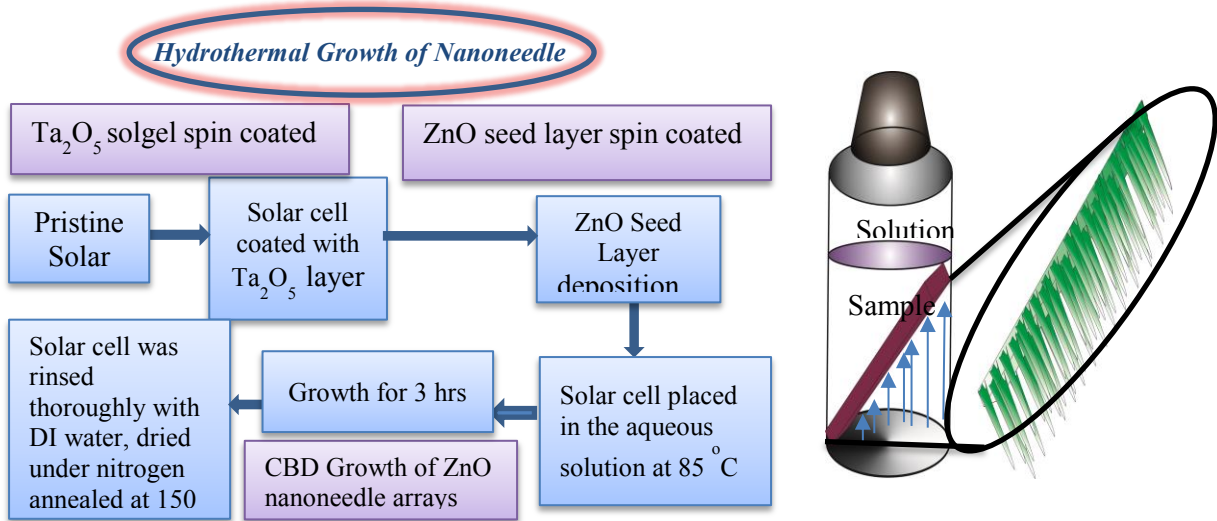 Hydrothermal Growth of Nanoneedle
Ta₂O₅ solgel spin coated
ZnO seed layer spin coated
Pristine
Solar
Solar cell
coated with
Ta₂O₅ layer
ZnO Seed
Layer
deposition
Solar cell placed
in the aqueous
solution at 85 °C
Growth for 3 hrs
CBD Growth of ZnO
nanoneedle arrays
Solar cell was
rinsed
thoroughly with
DI water, dried
under nitrogen
annealed at 150
Solution
Sample